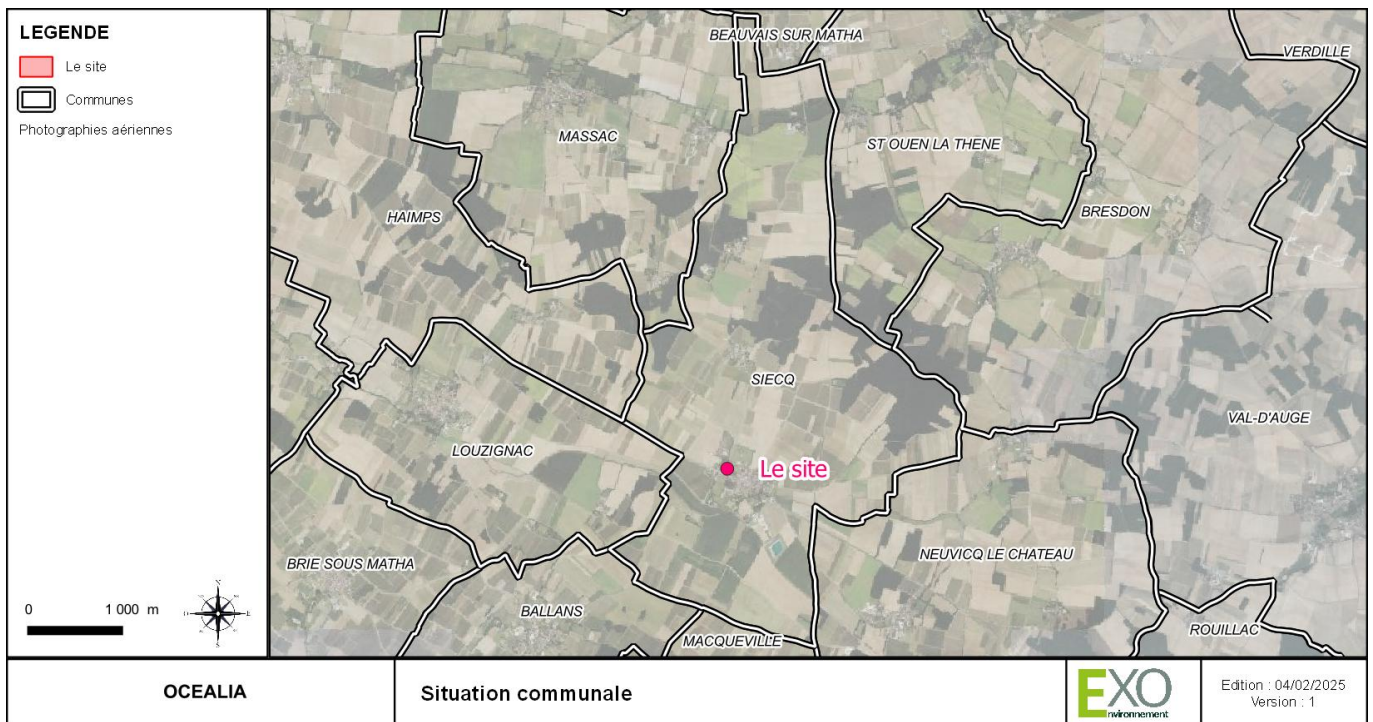 LEGENDE
Le site
Communes
Photographies aériennes
0 1 000 m
N
S
E
BEAUVAIS SUR MATHA
VERDILLE
MASSAC
ST OUEN LA THENE
HAIMPS
BRESDON
SIECQ
VAL-D'AUGE
LOUZIGNAC
Le site
BRIE SOUS MATHA
NEUVICQ LE CHATEAU
BALLANS
MACQUEVILLE
ROUILLAC
OCEALIA
Situation communale
EXO
nvironnement
Edition : 04/02/2025
Version : 1